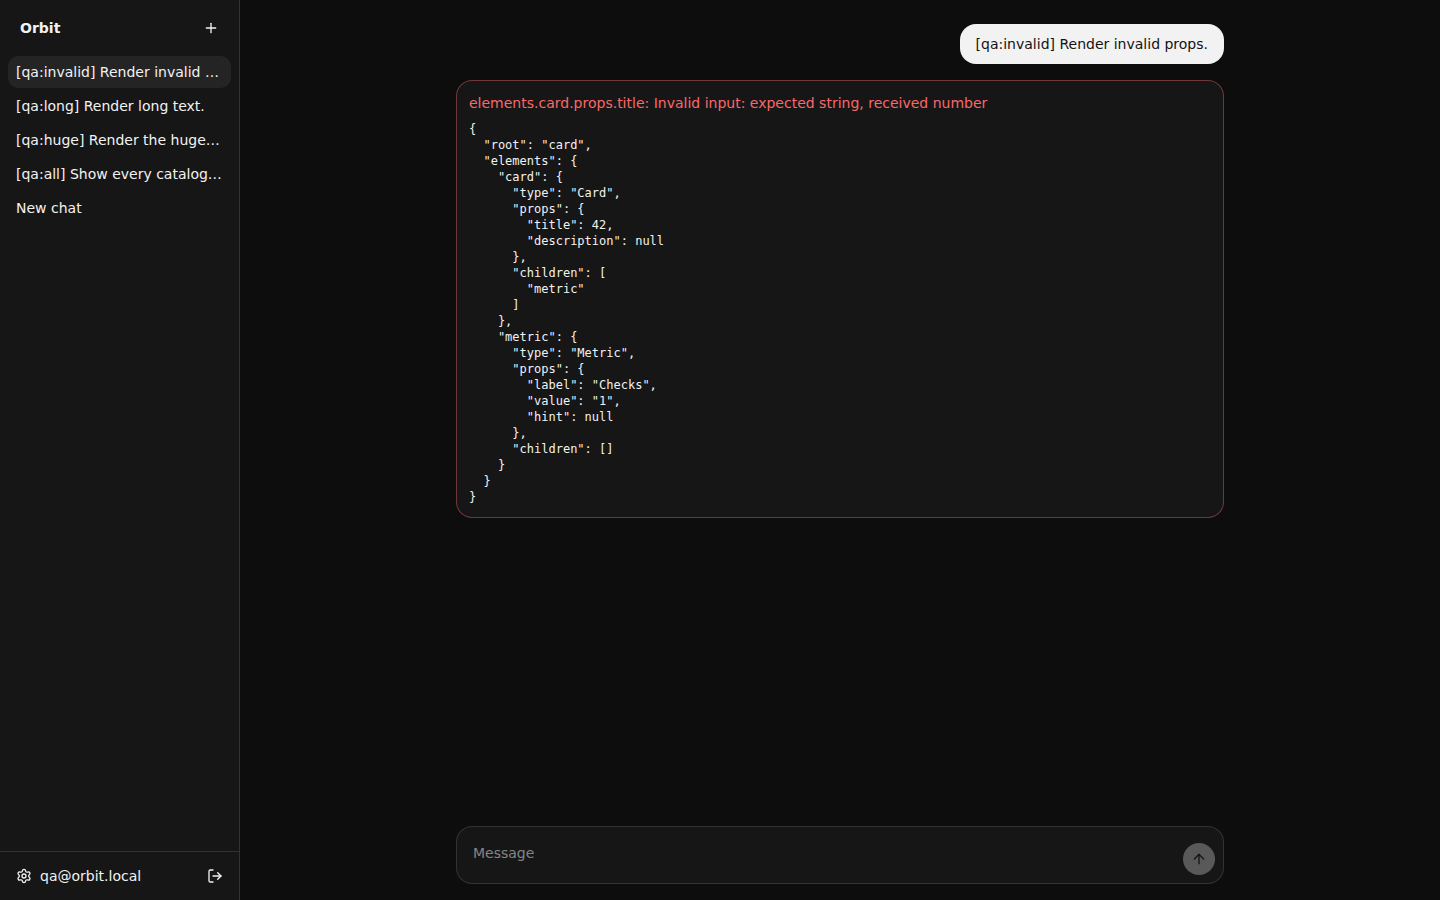 Orbit
[qa:invalid] Render invalid ...
[qa:long] Render long text.
[qa:huge] Render the huge...
[qa:all] Show every catalog...
New chat
qa@orbit.local
[qa:invalid] Render invalid props.
elements.card.props.title: Invalid input: expected string, received number
{
  "root": "card",
  "elements": {
    "card": {
      "type": "Card",
      "props": {
        "title": 42,
        "description": null
      },
      "children": [
        "metric"
      ]
    },
    "metric": {
      "type": "Metric",
      "props": {
        "label": "Checks",
        "value": "1",
        "hint": null
      },
      "children": []
    }
  }
}
Message